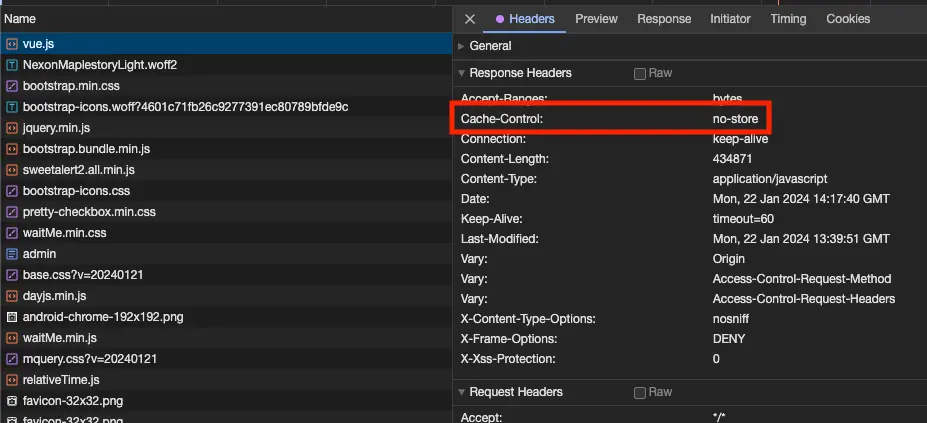 Name
vue.js
NexonMaplestoryLight.woff2
bootstrap.min.css
bootstrap-icons.woff?4601c71fb26c9277391ec80789bfde9c
jquery.min.js
bootstrap.bundle.min.js
sweetalert2.all.min.js
bootstrap-icons.css
pretty-checkbox.min.css
waitMe.min.css
admin
base.css?v=20240121
dayjs.min.js
android-chrome-192x192.png
waitMe.min.js
mquery.css?v=20240121
relativeTime.js
favicon-32x32.png
favicon-32x32.png
Headers Preview Response Initiator Timing Cookies
General
Response Headers Raw
Accept-Ranges: bytes
Cache-Control: no-store
Connection: keep-alive
Content-Length: 434871
Content-Type: application/javascript
Date: Mon, 22 Jan 2024 14:17:40 GMT
Keep-Alive: timeout=60
Last-Modified: Mon, 22 Jan 2024 13:39:51 GMT
Vary: Origin
Vary: Access-Control-Request-Method
Vary: Access-Control-Request-Headers
X-Content-Type-Options: nosniff
X-Frame-Options: DENY
X-Xss-Protection: 0
Request Headers Raw
Accept: */*